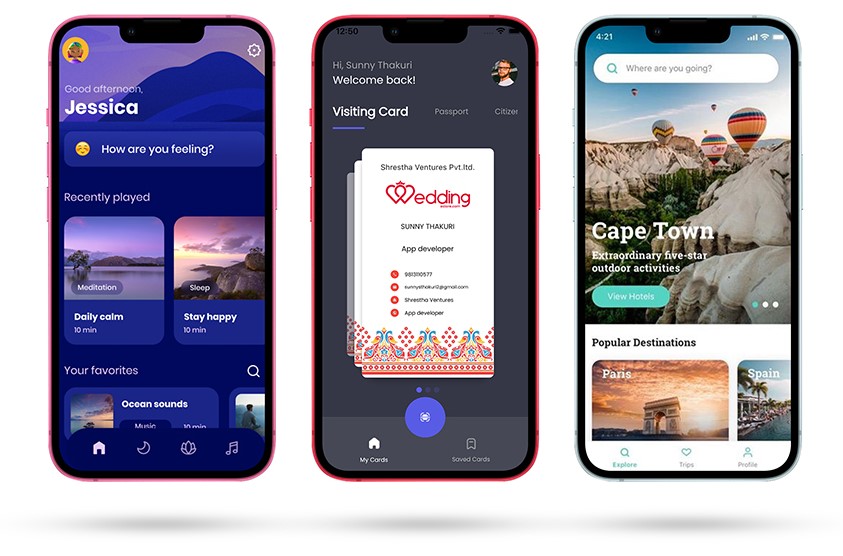 Good afternoon,
Jessica
How are you feeling?
Recently played
Meditation
Daily calm
10 min
Sleep
Stay happy
10 min
Your favorites
Ocean sounds
Music
10 min
12:50
Hi, Sunny Thakuri
Welcome back!
Visiting Card
Passport
Citizer
Shrestha Ventures Pvt.ltd.
Wedding
SUNNY THAKURI
App developer
9813110577
sunnysthakuri12@gmail.com
Shrestha Ventures
App developer
My Cards
Saved Cards
4:21
Where are you going?
Cape Town
Extraordinary five-star
outdoor activities
View Hotels
Popular Destinations
Paris
Spain
Explore
Trips
Profile